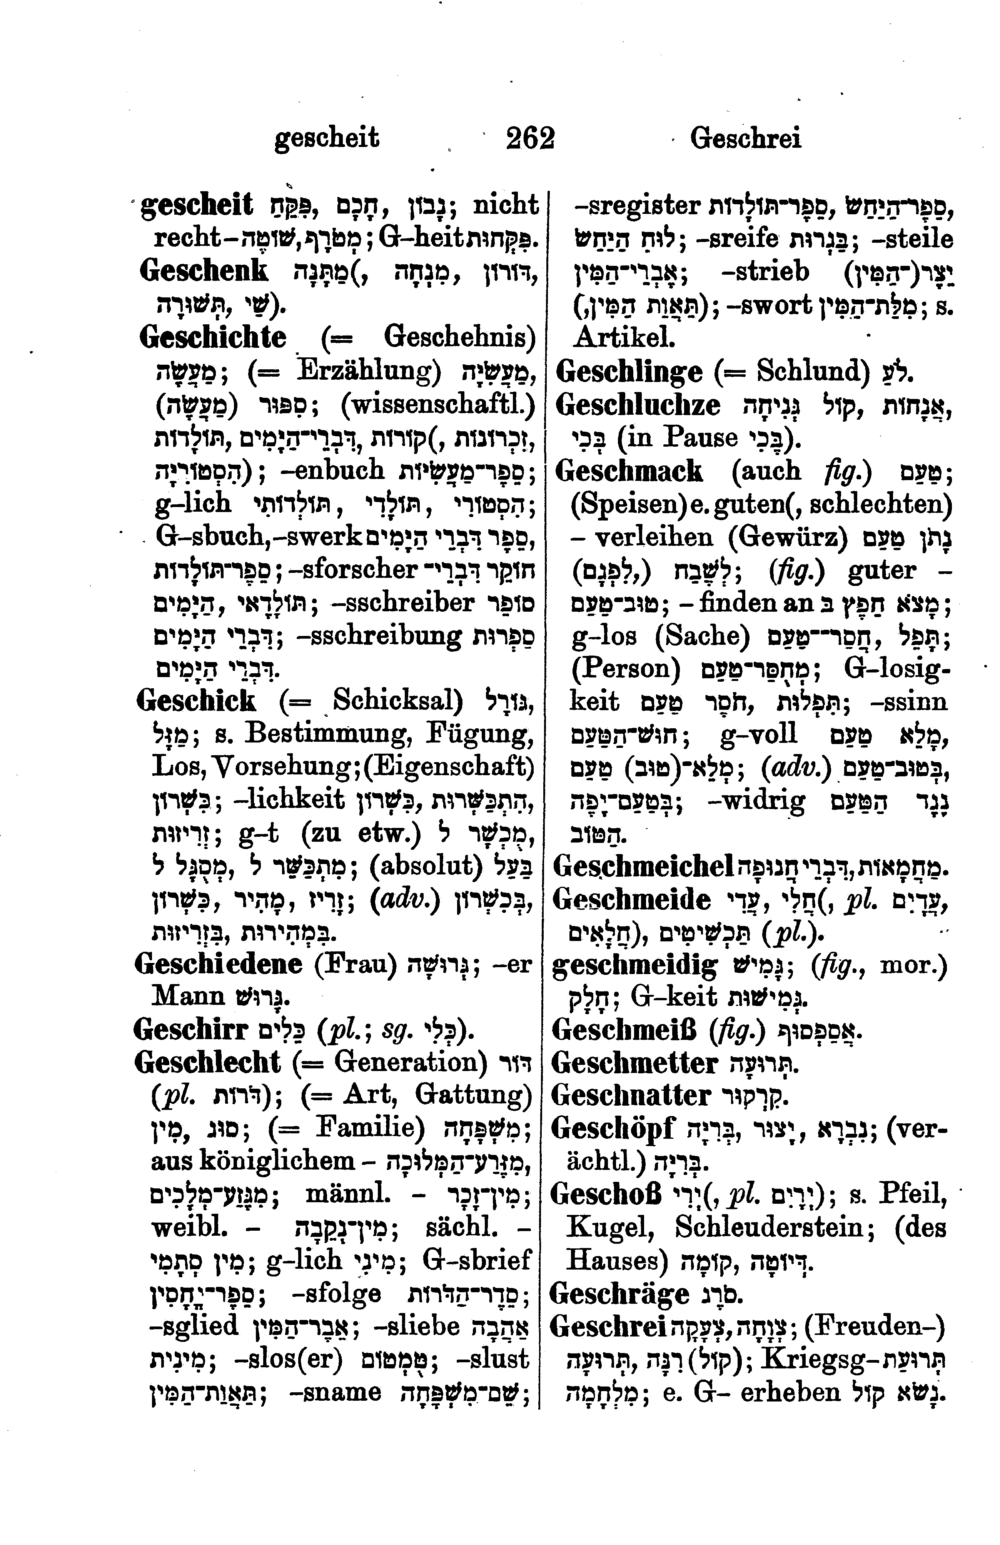 gescheit 262 Geschrei
gescheit פִּקֵּחַ, חָכָם, נָבוֹן; nicht
recht- מְטֹרָף, שׁוֹטֶה; G-heit פִּקְחוּת.
Geschenk מַתָּנָה(, מִנְחָה, דּוֹרוֹן,
שַׁי, תְּשׁוּרָה).
Geschichte (= Geschehnis)
מַעֲשֶׂה; (= Erzählung) מַעֲשִׂיָּה,
סִפּוּר (מַעֲשֶׂה); (wissenschaftl.)
תּוֹלָדוֹת, דִּבְרֵי־הַיָּמִים, קוֹרוֹת(, זִכְרוֹנוֹת,
הִסְטוֹרִיָּה); -enbuch סֵפֶר־מַעֲשִׂיּוֹת;
g-lich תּוֹלְדוֹתִי, תּוֹלָדִי, הִסְטוֹרִי;
G-sbuch, -swerk סֵפֶר דִּבְרֵי הַיָּמִים,
סֵפֶר־תּוֹלָדוֹת; -sforscher חוֹקֵר דִּבְרֵי־
הַיָּמִים, תּוֹלָדַאי; -sschreiber סוֹפֵר
דִּבְרֵי הַיָּמִים; -sschreibung סִפְרוּת
דִּבְרֵי הַיָּמִים.
Geschick (= Schicksal) גּוֹרָל,
מַזָּל; s. Bestimmung, Fügung,
Los, Vorsehung; (Eigenschaft)
כִּשָּׁרוֹן; -lichkeit כִּשְׁרוֹן, הִתְכַּשְּׁרוּת,
זְרִיזוּת; g-t (zu etw.) מֻכְשָׁר ל,
מְסֻגָּל ל, מִתְכַּשֵּׁר ל; (absolut) בַּעַל
כִּשְׁרוֹן, מָהִיר, זָרִיז; (adv.) בְּכִשְׁרוֹן,
בִּמְהִירוּת, בִּזְרִיזוּת.
Geschiedene (Frau) גְּרוּשָׁה; -er
Mann גָּרוּשׁ.
Geschirr כֵּלִים (pl.; sg. כְּלִי).
Geschlecht (= Generation) דּוֹר
(pl. דֹּרוֹת); (= Art, Gattung)
מִין, סוּג; (= Familie) מִשְׁפָּחָה;
aus königlichem - מִזֶּרַע־הַמְּלוּכָה,
מִגֶּזַע־מְלָכִים; männl. - מִין־זָכָר;
weibl. - מִין־נְקֵבָה; sächl. -
מִין סְתָמִי; g-lich מִינִי; G-sbrief
סֵפֶר־יֻחֲסִין; -sfolge סֵדֶר־הַדֹּרוֹת;
-sglied אֵבֶר־הַמִּין; -sliebe אַהֲבָה
מִינִית; -slos(er) טֻמְטוֹם; -slust
תַּאֲוַת־הַמִּין; -sname שֵׁם־מִשְׁפָּחָה;
-sregister סֵפֶר־תּוֹלָדוֹת, סֵפֶר־הַיַּחַשׂ,
לוּחַ הַיַּחַשׂ; -sreife בַּגְרוּת; -steile
אֶבְרֵי־הַמִּין; -strieb יֵצֶר(־הַמִּין)
(, תַּאֲוַת הַמִּין); -swort מִלַּת־הַמִּין; s.
Artikel.
Geschlinge (= Schlund) לֹעַ.
Geschluchze אֲנָחוֹת, קוֹל גְּנִיחָה,
בְּכִי (in Pause בֶּכִי).
Geschmack (auch fig.) טַעַם;
(Speisen) e. guten(, schlechten)
- verleihen (Gewürz) נָתֹן טַעַם
לְשֶׁבַח (, לִפְגָם); (fig.) guter -
טוּב־טַעַם; - finden an מָצֹא חֵפֶץ ב;
g-los (Sache) תָּפֵל, חֲסַר־־טַעַם;
(Person) מְחֻסַּר־טַעַם; G-losig-
keit תִּפְלוּת, חֹסֶר טַעַם; -ssinn
חוּשׁ־הַטַּעַם; g-voll מָלֵא טַעַם,
מְלֵא־(טוּב) טַעַם; (adv.) בְּטוּב־טַעַם,
בְּטַעַם־יָפֶה; -widrig נֶגֶד הַטַּעַם
הַטּוֹב.
Geschmeichel מַחֲמָאוֹת, דִּבְרֵי חֲנוּפָה.
Geschmeide עֲדִי, חֲלִי(, pl. עֲדָיִם,
חֲלָאִים), תַּכְשִׁיטִים (pl.).
geschmeidig גָּמִישׁ; (fig., mor.)
חָלָק; G-keit גְּמִישׁוּת.
Geschmeiß (fig.) אֲסַפְסוּף.
Geschmetter תְּרוּעָה.
Geschnatter קִרְקוּר.
Geschöpf נִבְרָא, יְצוּר, בְּרִיָּה; (ver-
ächtl.) בִּרְיָה.
Geschoß יְרִי(, pl. יְרָיִם); s. Pfeil,
Kugel, Schleuderstein; (des
Hauses) דְּיוֹטָה, קוֹמָה.
Geschräge סֹרֶג.
Geschrei צְוָחָה, צְעָקָה; (Freuden-)
(קוֹל) רִנָּה, תְּרוּעָה; Kriegsg- תְּרוּעַת
מִלְחָמָה; e. G- erheben נָשֹׂא קוֹל.